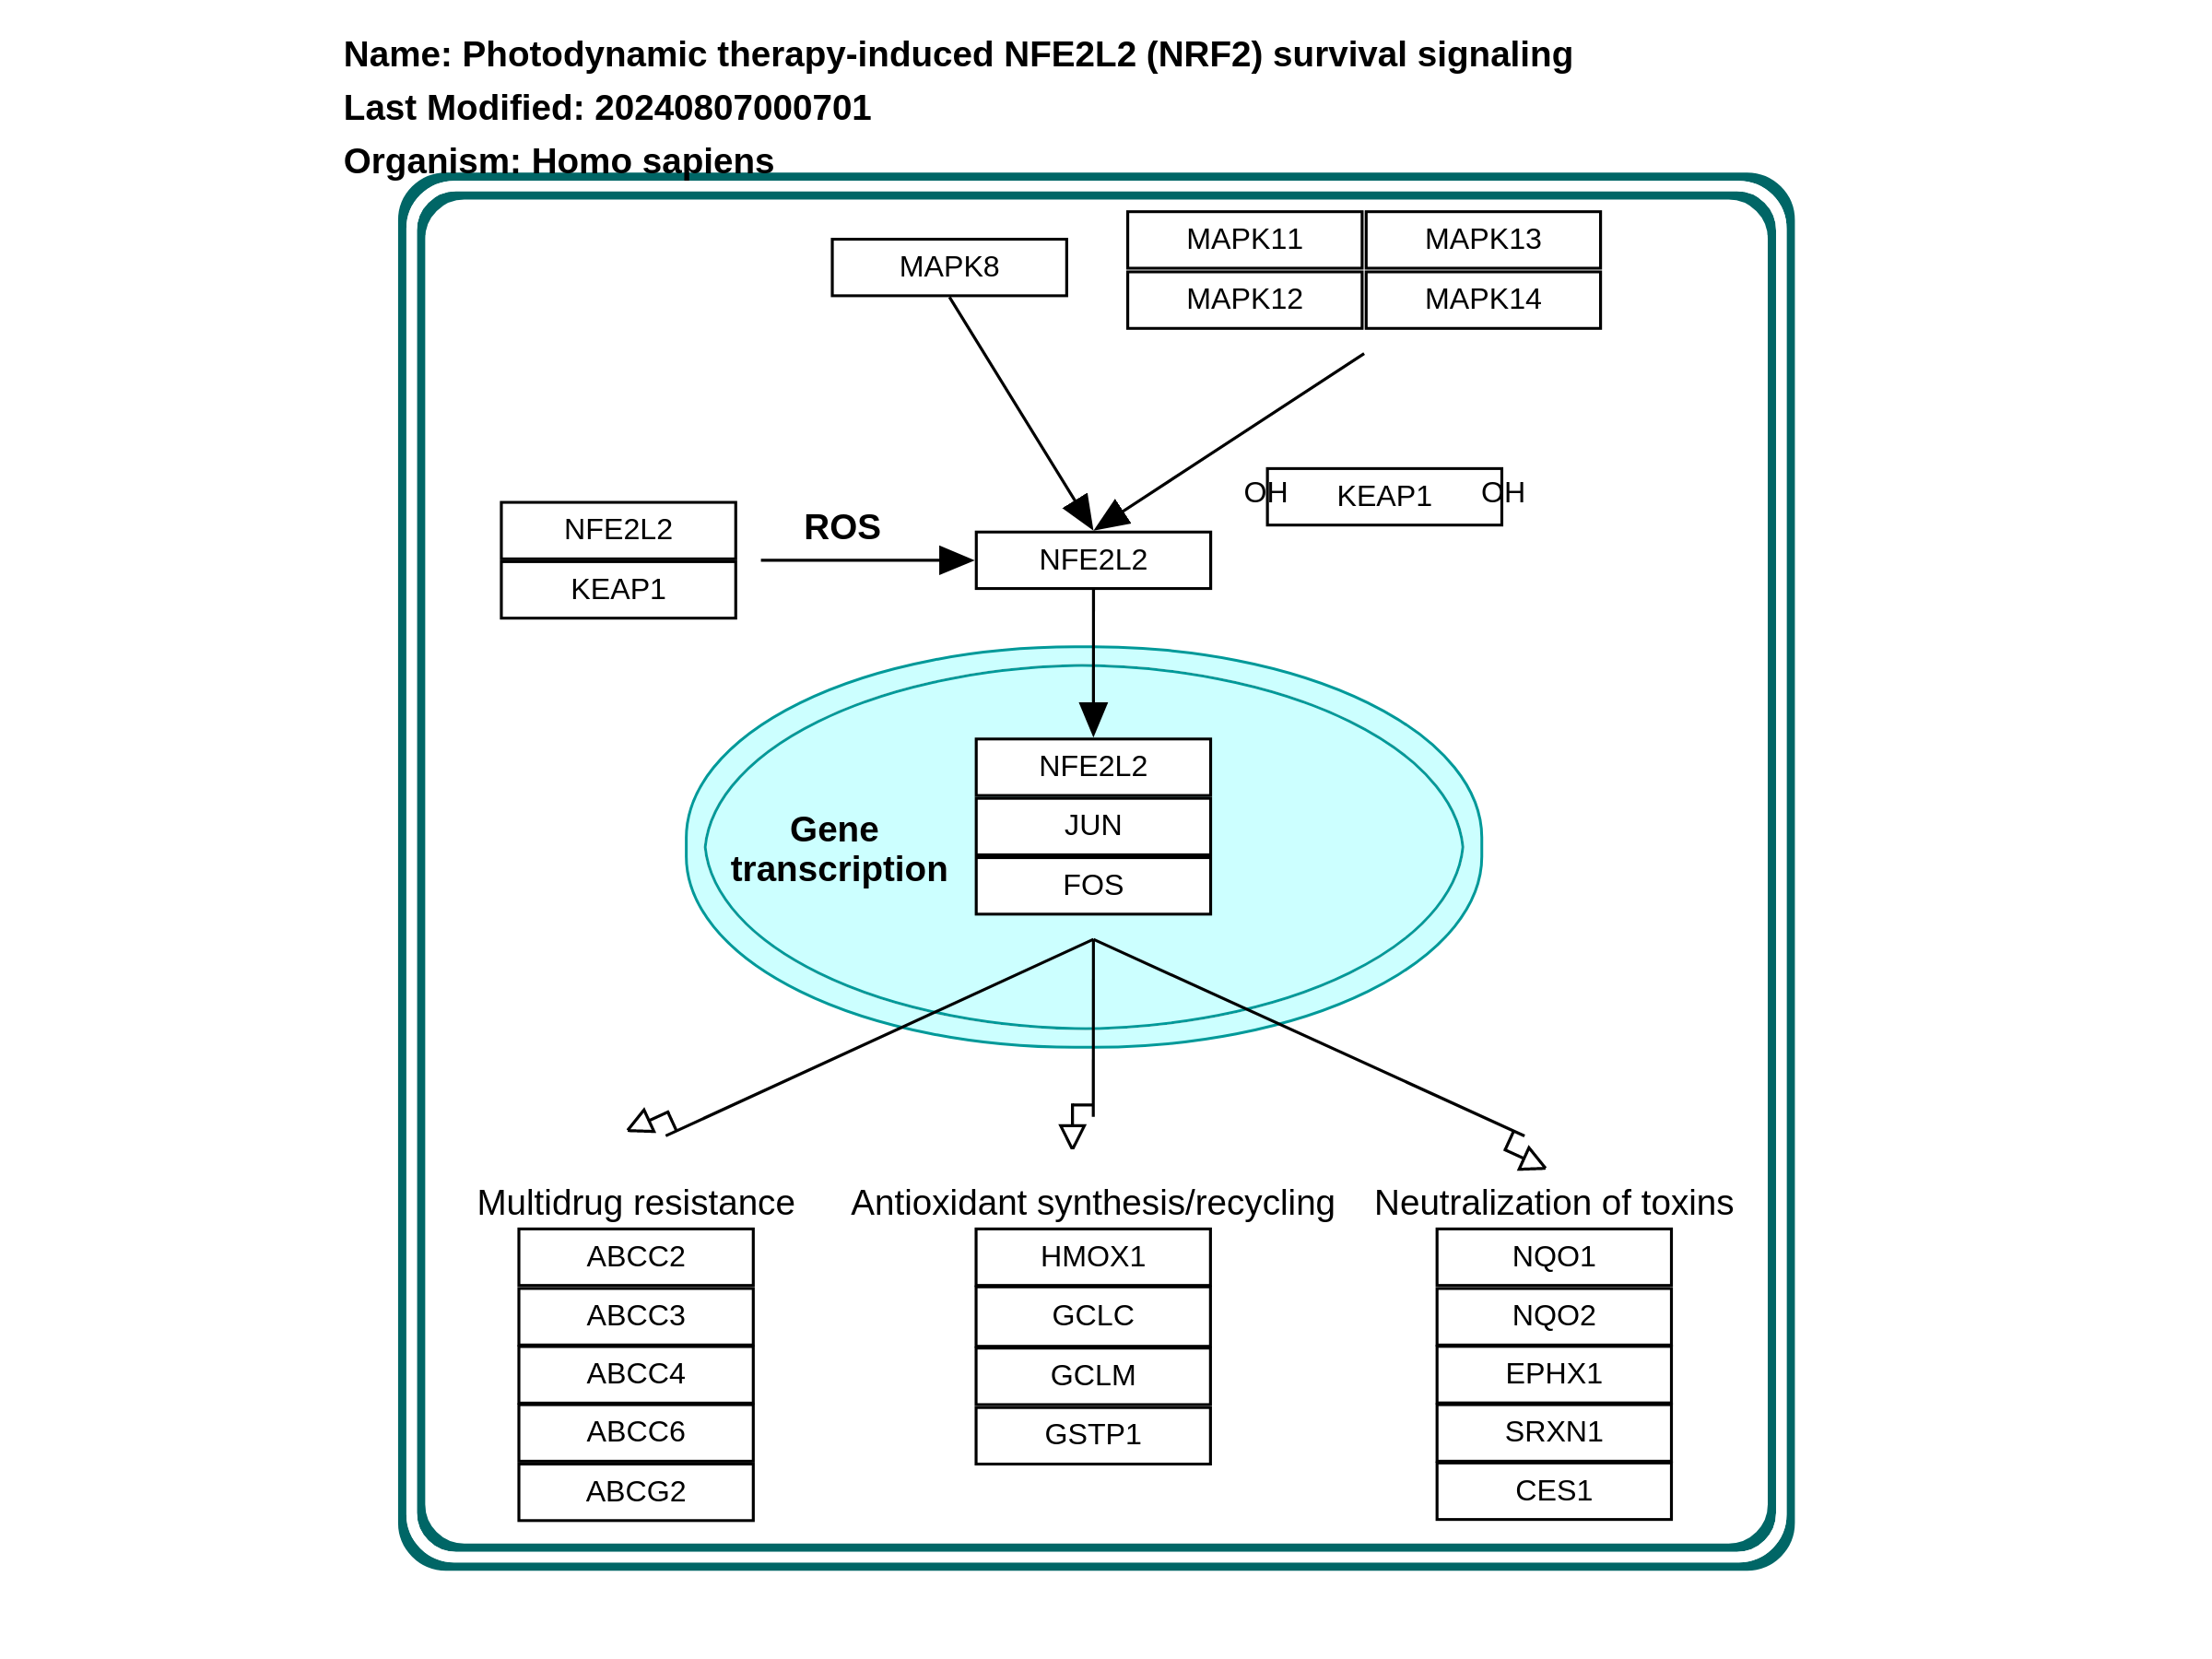 Name: Photodynamic therapy-induced NFE2L2 (NRF2) survival signaling
Last Modified: 20240807000701
Organism: Homo sapiens
MAPK8
MAPK11
MAPK13
MAPK12
MAPK14
OH
KEAP1
OH
NFE2L2
KEAP1
ROS
NFE2L2
Gene
transcription
NFE2L2
JUN
FOS
Multidrug resistance
ABCC2
ABCC3
ABCC4
ABCC6
ABCG2
Antioxidant synthesis/recycling
HMOX1
GCLC
GCLM
GSTP1
Neutralization of toxins
NQO1
NQO2
EPHX1
SRXN1
CES1